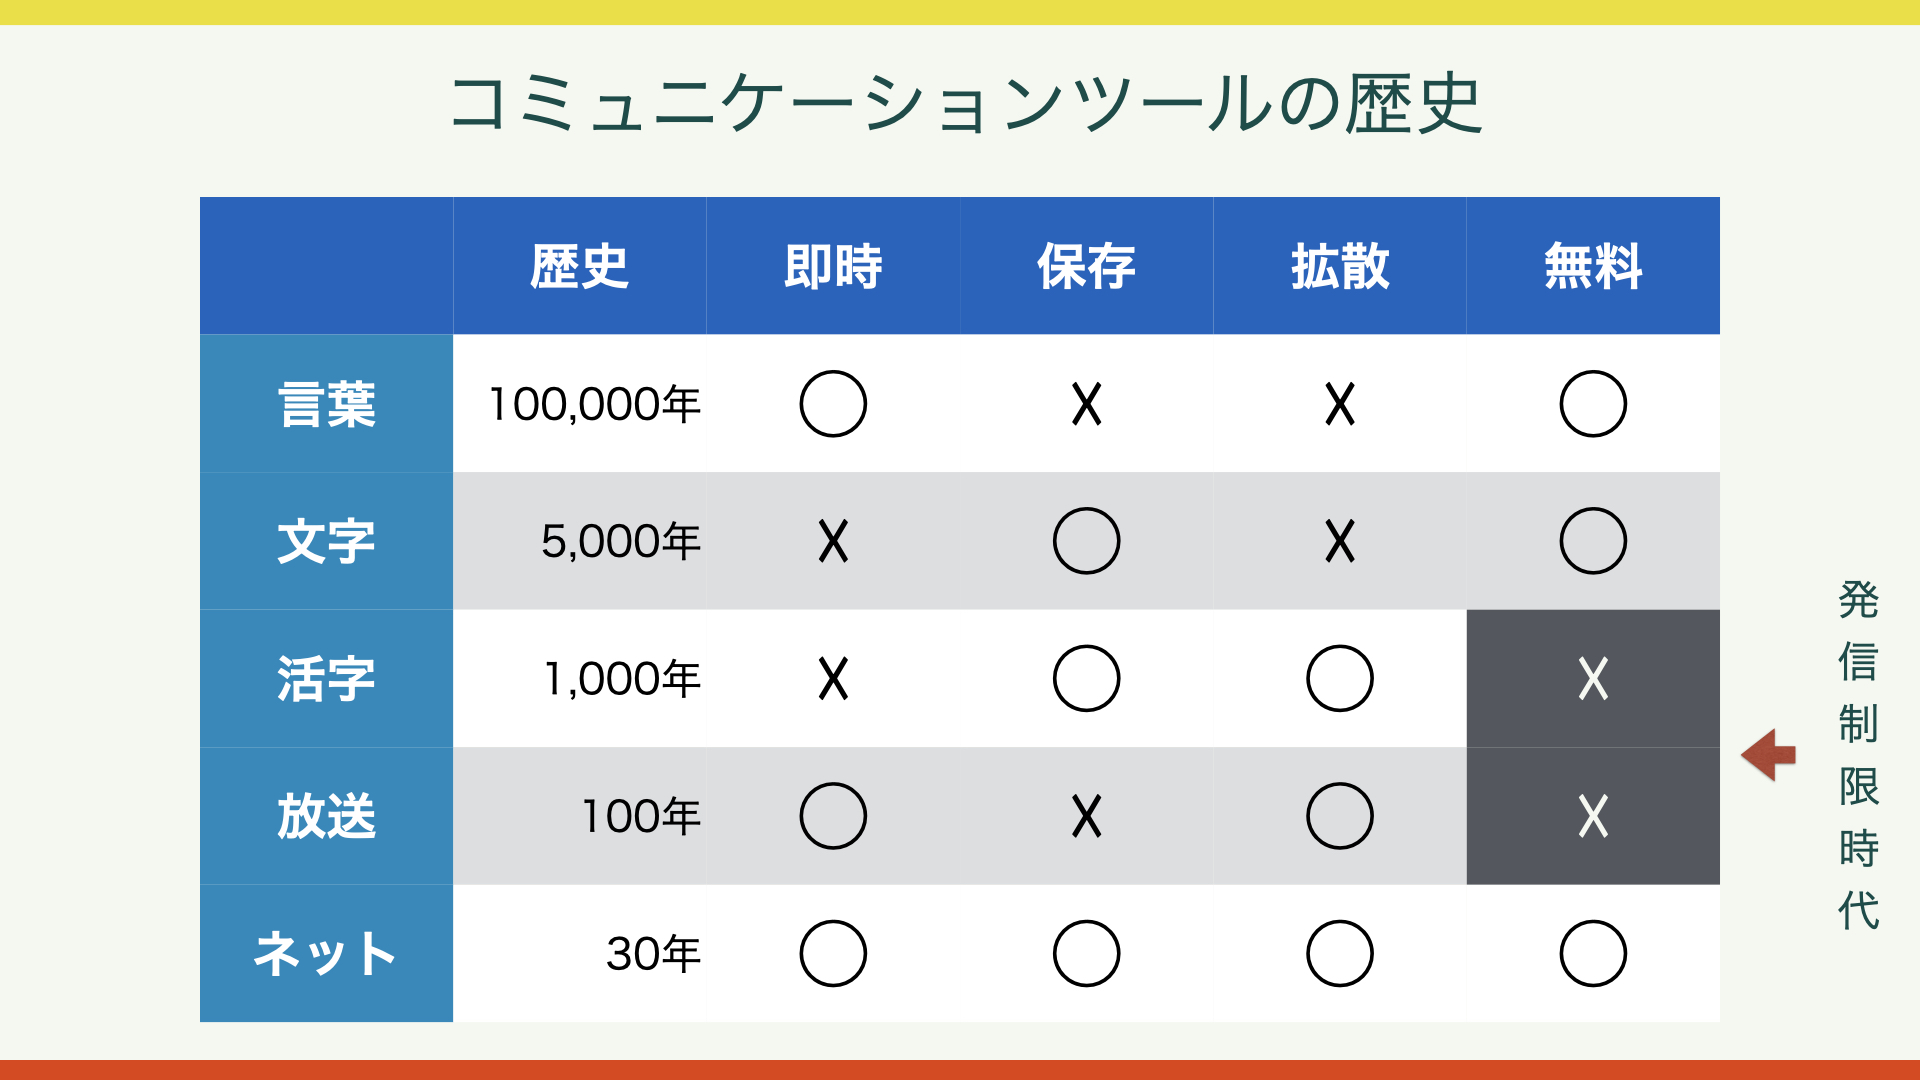 コミュニケーションツールの歴史
歴史 即時 保存 拡散 無料
言葉 100,000年 ◯ X X ◯
文字 5,000年 X ◯ X ◯
活字 1,000年 X ◯ ◯ X
放送 100年 ◯ X ◯ X
ネット 30年 ◯ ◯ ◯ ◯
発信制限時代